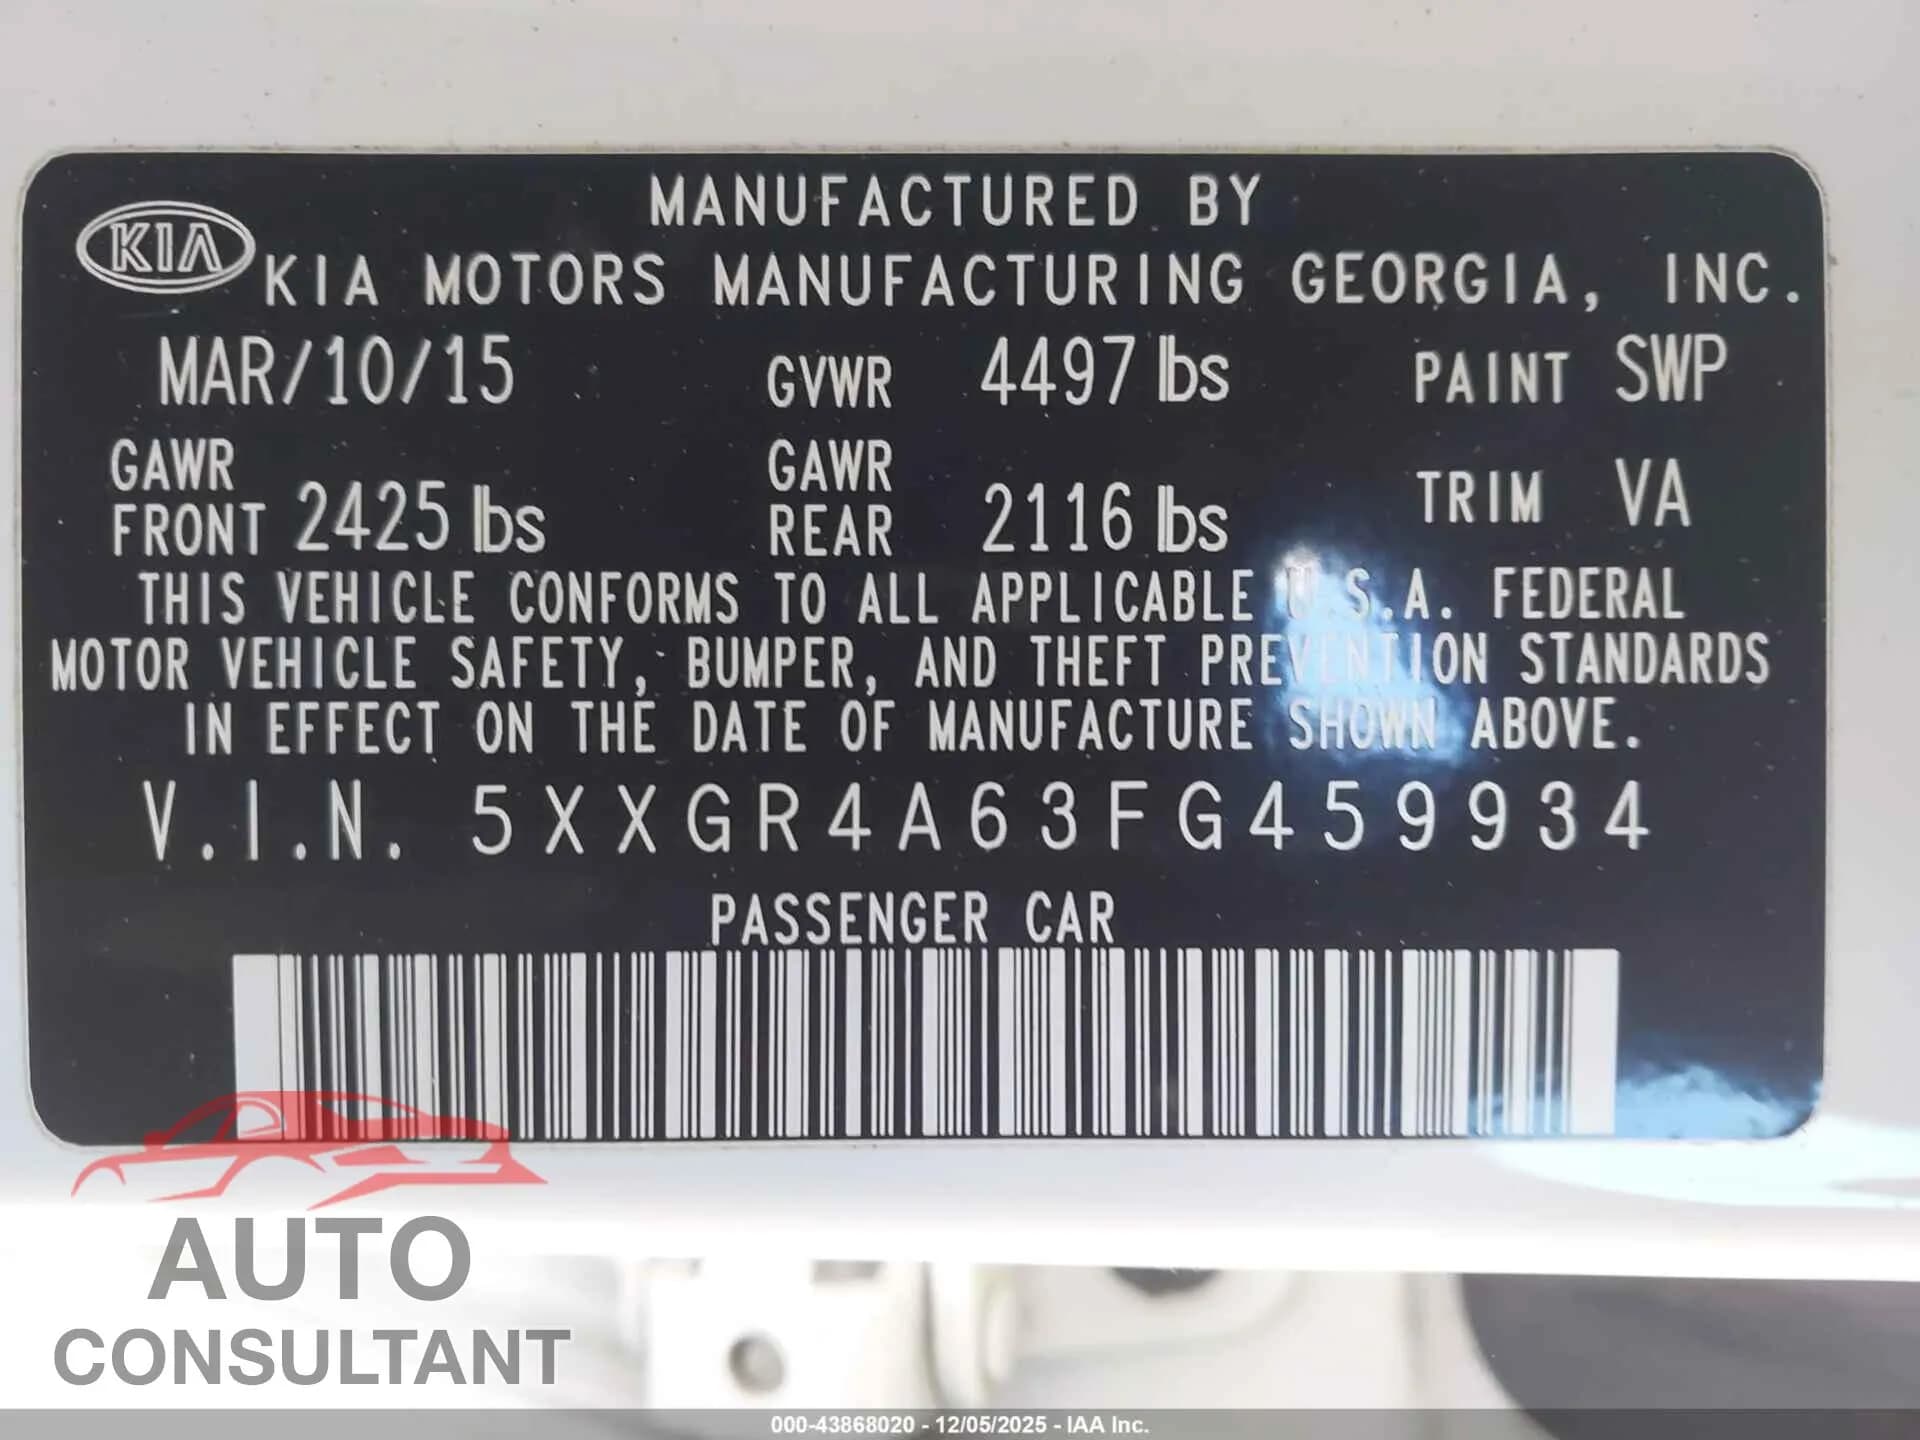 MANUFACTURED BY
KIA KIA MOTORS MANUFACTURING GEORGIA, INC.
MAR/10/15 GVWR 4497 lbs PAINT SWP
GAWR FRONT 2425 lbs GAWR REAR 2116 lbs TRIM VA
THIS VEHICLE CONFORMS TO ALL APPLICABLE U.S.A. FEDERAL
MOTOR VEHICLE SAFETY, BUMPER, AND THEFT PREVENTION STANDARDS
IN EFFECT ON THE DATE OF MANUFACTURE SHOWN ABOVE.
V.I.N. 5XXGR4A63FG459934
PASSENGER CAR
AUTO
CONSULTANT
000-43868020 - 12/05/2025 - IAA Inc.